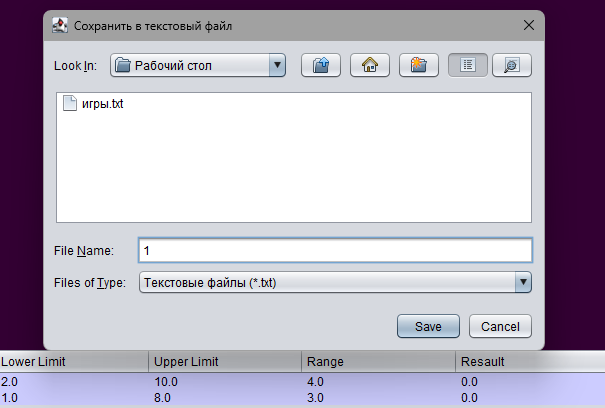 Сохранить в текстовый файл
Look In: Рабочий стол
игры.txt
File Name: 1
Files of Type: Текстовые файлы (*.txt)
Save Cancel
Lower Limit Upper Limit Range Resault
2.0 10.0 4.0 0.0
1.0 8.0 3.0 0.0